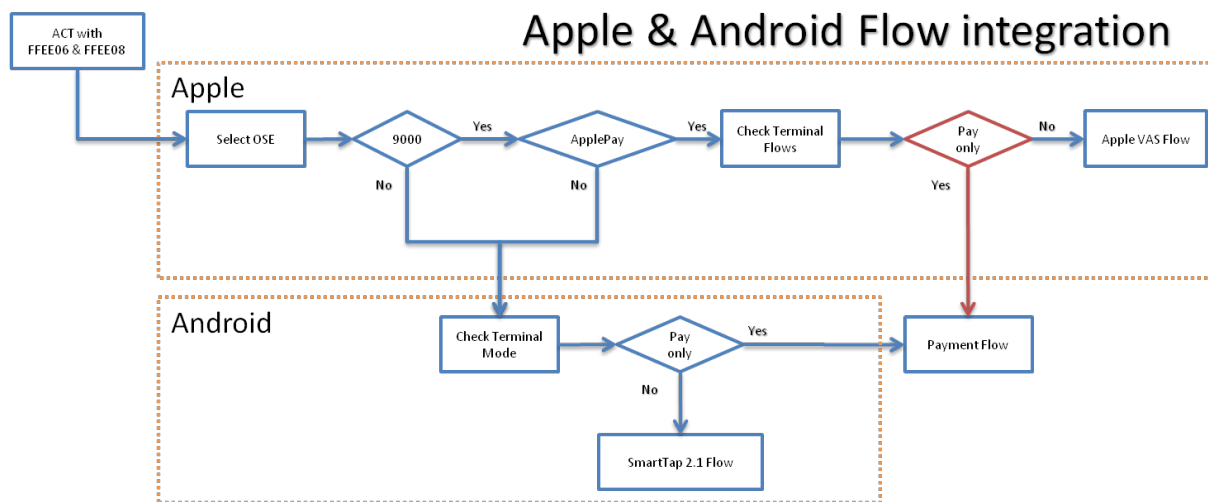 ACT with
FFEE06 & FFEE08
Apple & Android Flow integration
Apple
Select OSE
9000
Yes
ApplePay
Yes
Check Terminal
Flows
Pay
only
No
Apple VAS Flow
No
No
Yes
Android
Check Terminal
Mode
Pay
only
Yes
Payment Flow
No
SmartTap 2.1 Flow